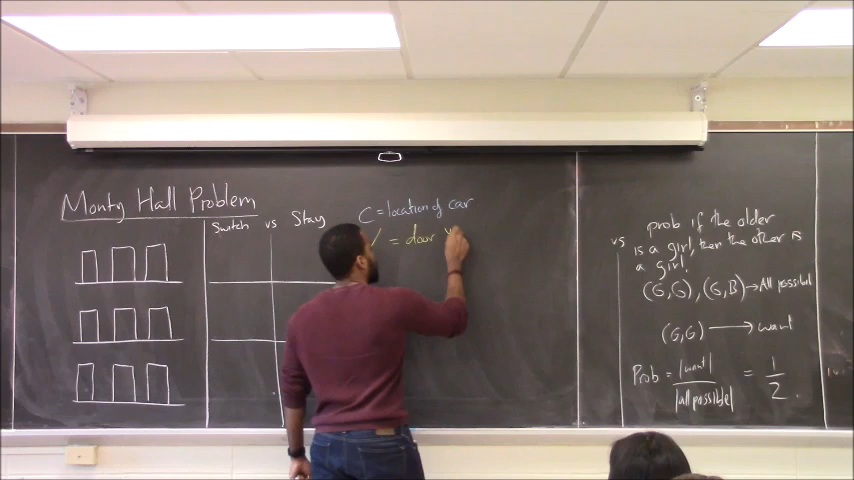 Monty Hall Problem
Switch vs Stay
C = location of car
✓ = door
vs
prob if the older
is a girl, then the other is
a girl.
(G,G), (G,B) → All possibl
(G,G) → want
Prob = |want| / |all possible| = 1/2.